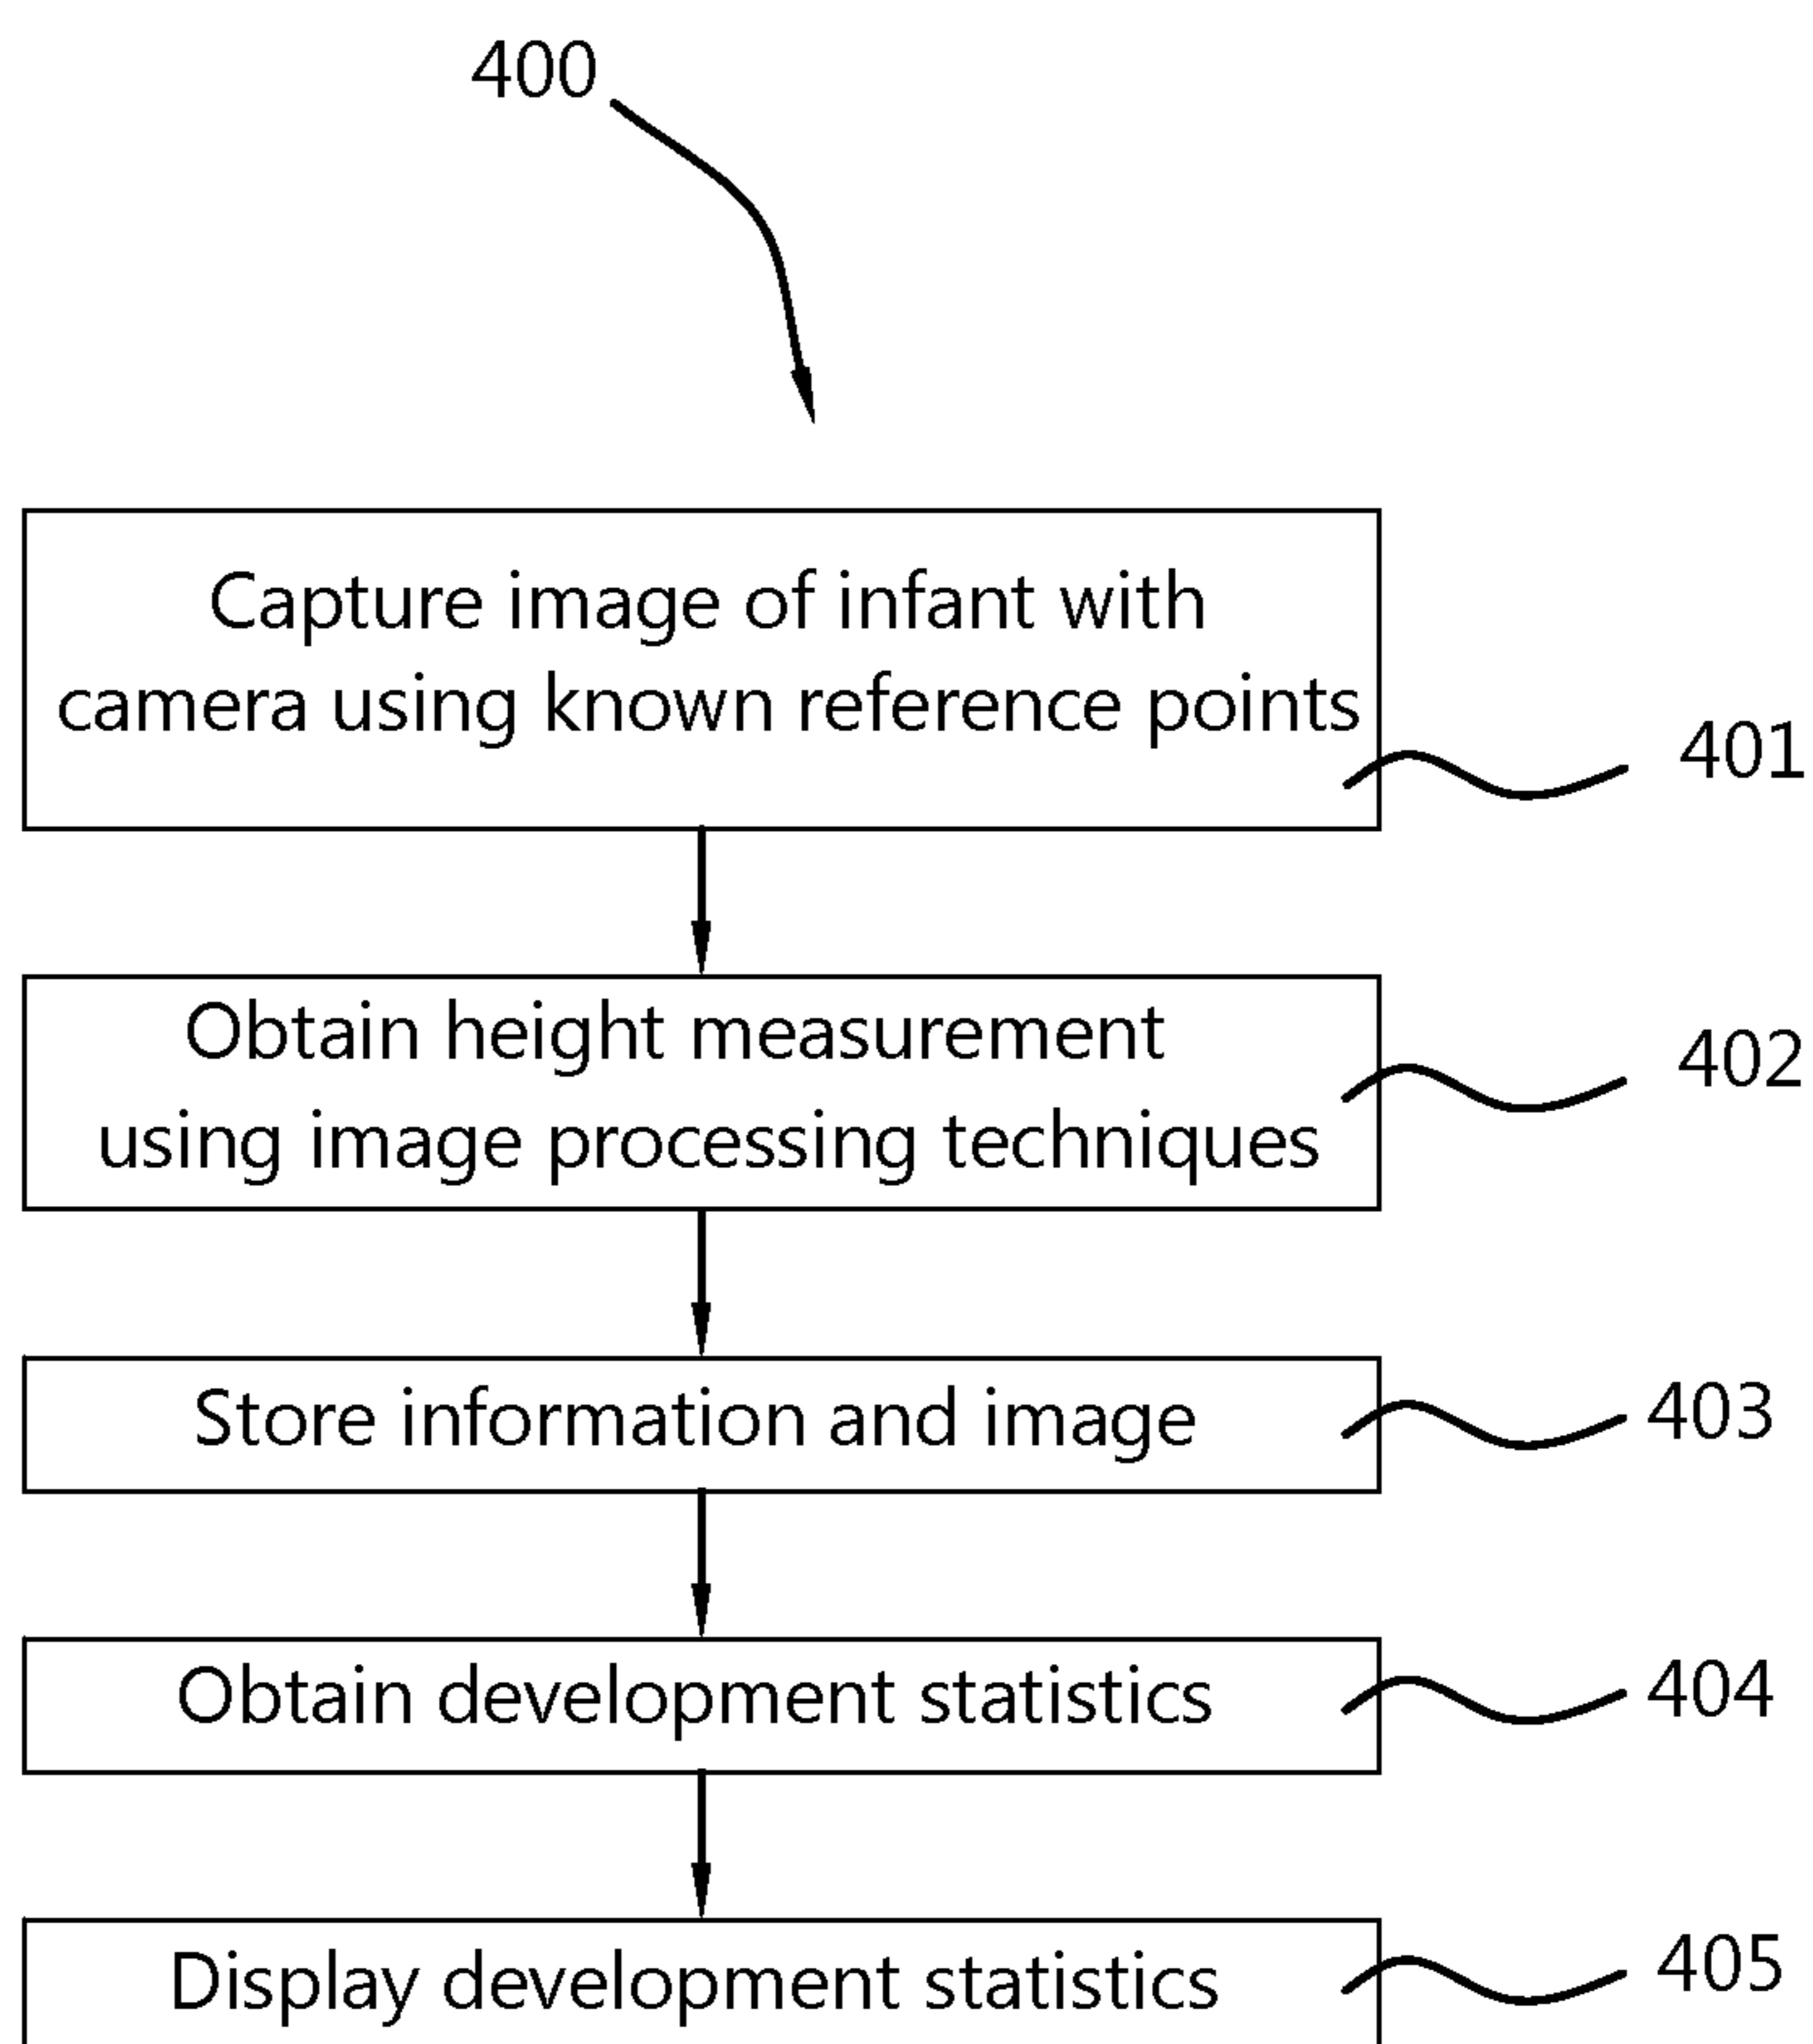 400
Capture image of infant with
camera using known reference points
401
Obtain height measurement
using image processing techniques
402
Store information and image
403
Obtain development statistics
404
Display development statistics
405